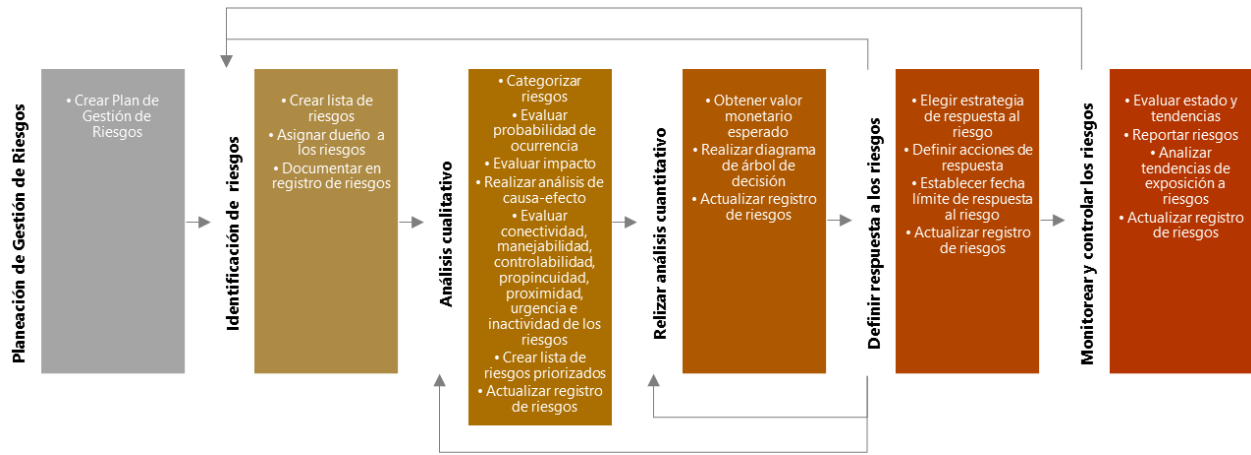 Planeación de Gestión de Riesgos
• Crear Plan de
Gestión de
Riesgos
Identificación de riesgos
• Crear lista de
riesgos
• Asignar dueño a
los riesgos
• Documentar en
registro de riesgos
Análisis cualitativo
• Categorizar
riesgos
• Evaluar
probabilidad de
ocurrencia
• Evaluar impacto
• Realizar análisis de
causa-efecto
• Evaluar
conectividad,
manejabilidad,
controlabilidad,
propincuidad,
proximidad,
urgencia e
inactividad de los
riesgos
• Crear lista de
riesgos priorizados
• Actualizar registro
de riesgos
Relizar análisis cuantitativo
• Obtener valor
monetario
esperado
• Realizar diagrama
de árbol de
decisión
• Actualizar registro
de riesgos
Definir respuesta a los riesgos
• Elegir estrategia
de respuesta al
riesgo
• Definir acciones de
respuesta
• Establecer fecha
límite de respuesta
al riesgo
• Actualizar registro
de riesgos
Monitorear y controlar los riesgos
• Evaluar estado y
tendencias
• Reportar riesgos
• Analizar
tendencias de
exposición a
riesgos
• Actualizar registro
de riesgos